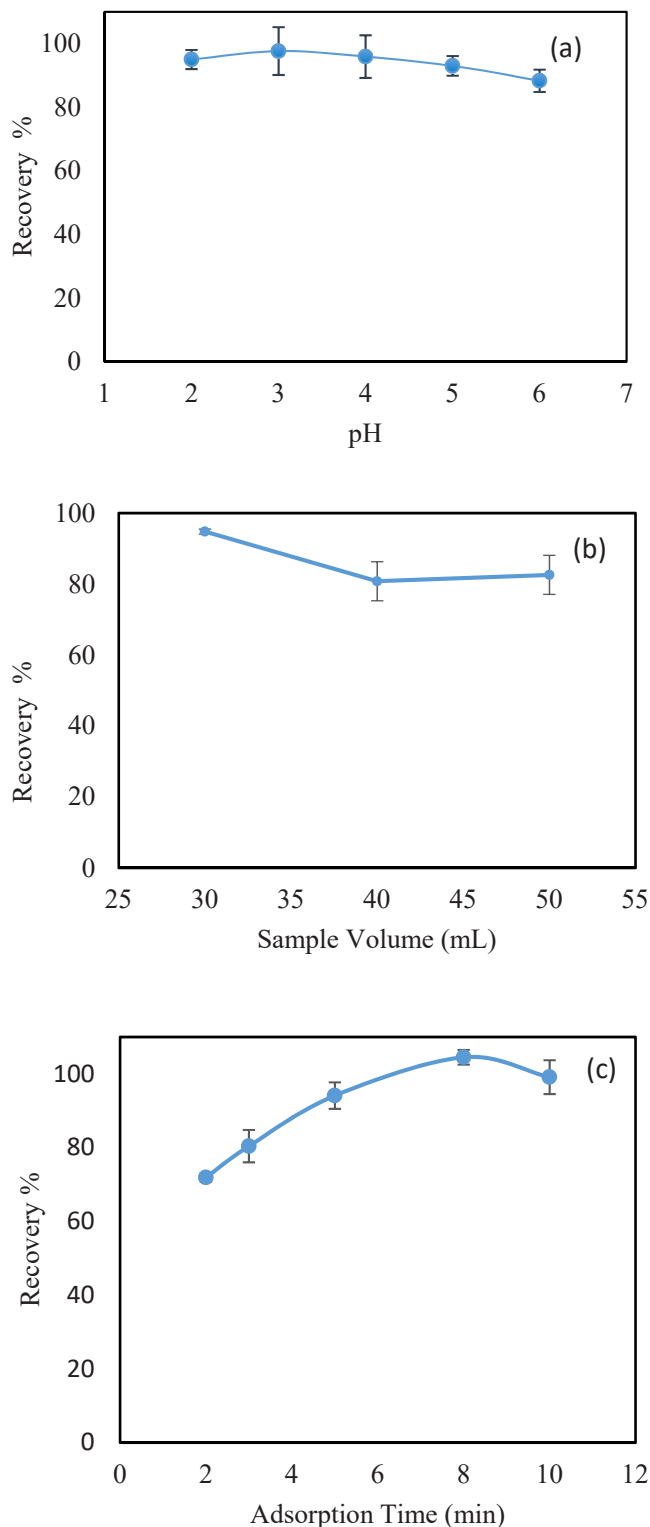 (a)
Recovery %
100
80
60
40
20
0
1 2 3 4 5 6 7
pH
(b)
Recovery %
100
80
60
40
20
0
25 30 35 40 45 50 55
Sample Volume (mL)
(c)
Recovery %
100
80
60
40
20
0
0 2 4 6 8 10 12
Adsorption Time (min)